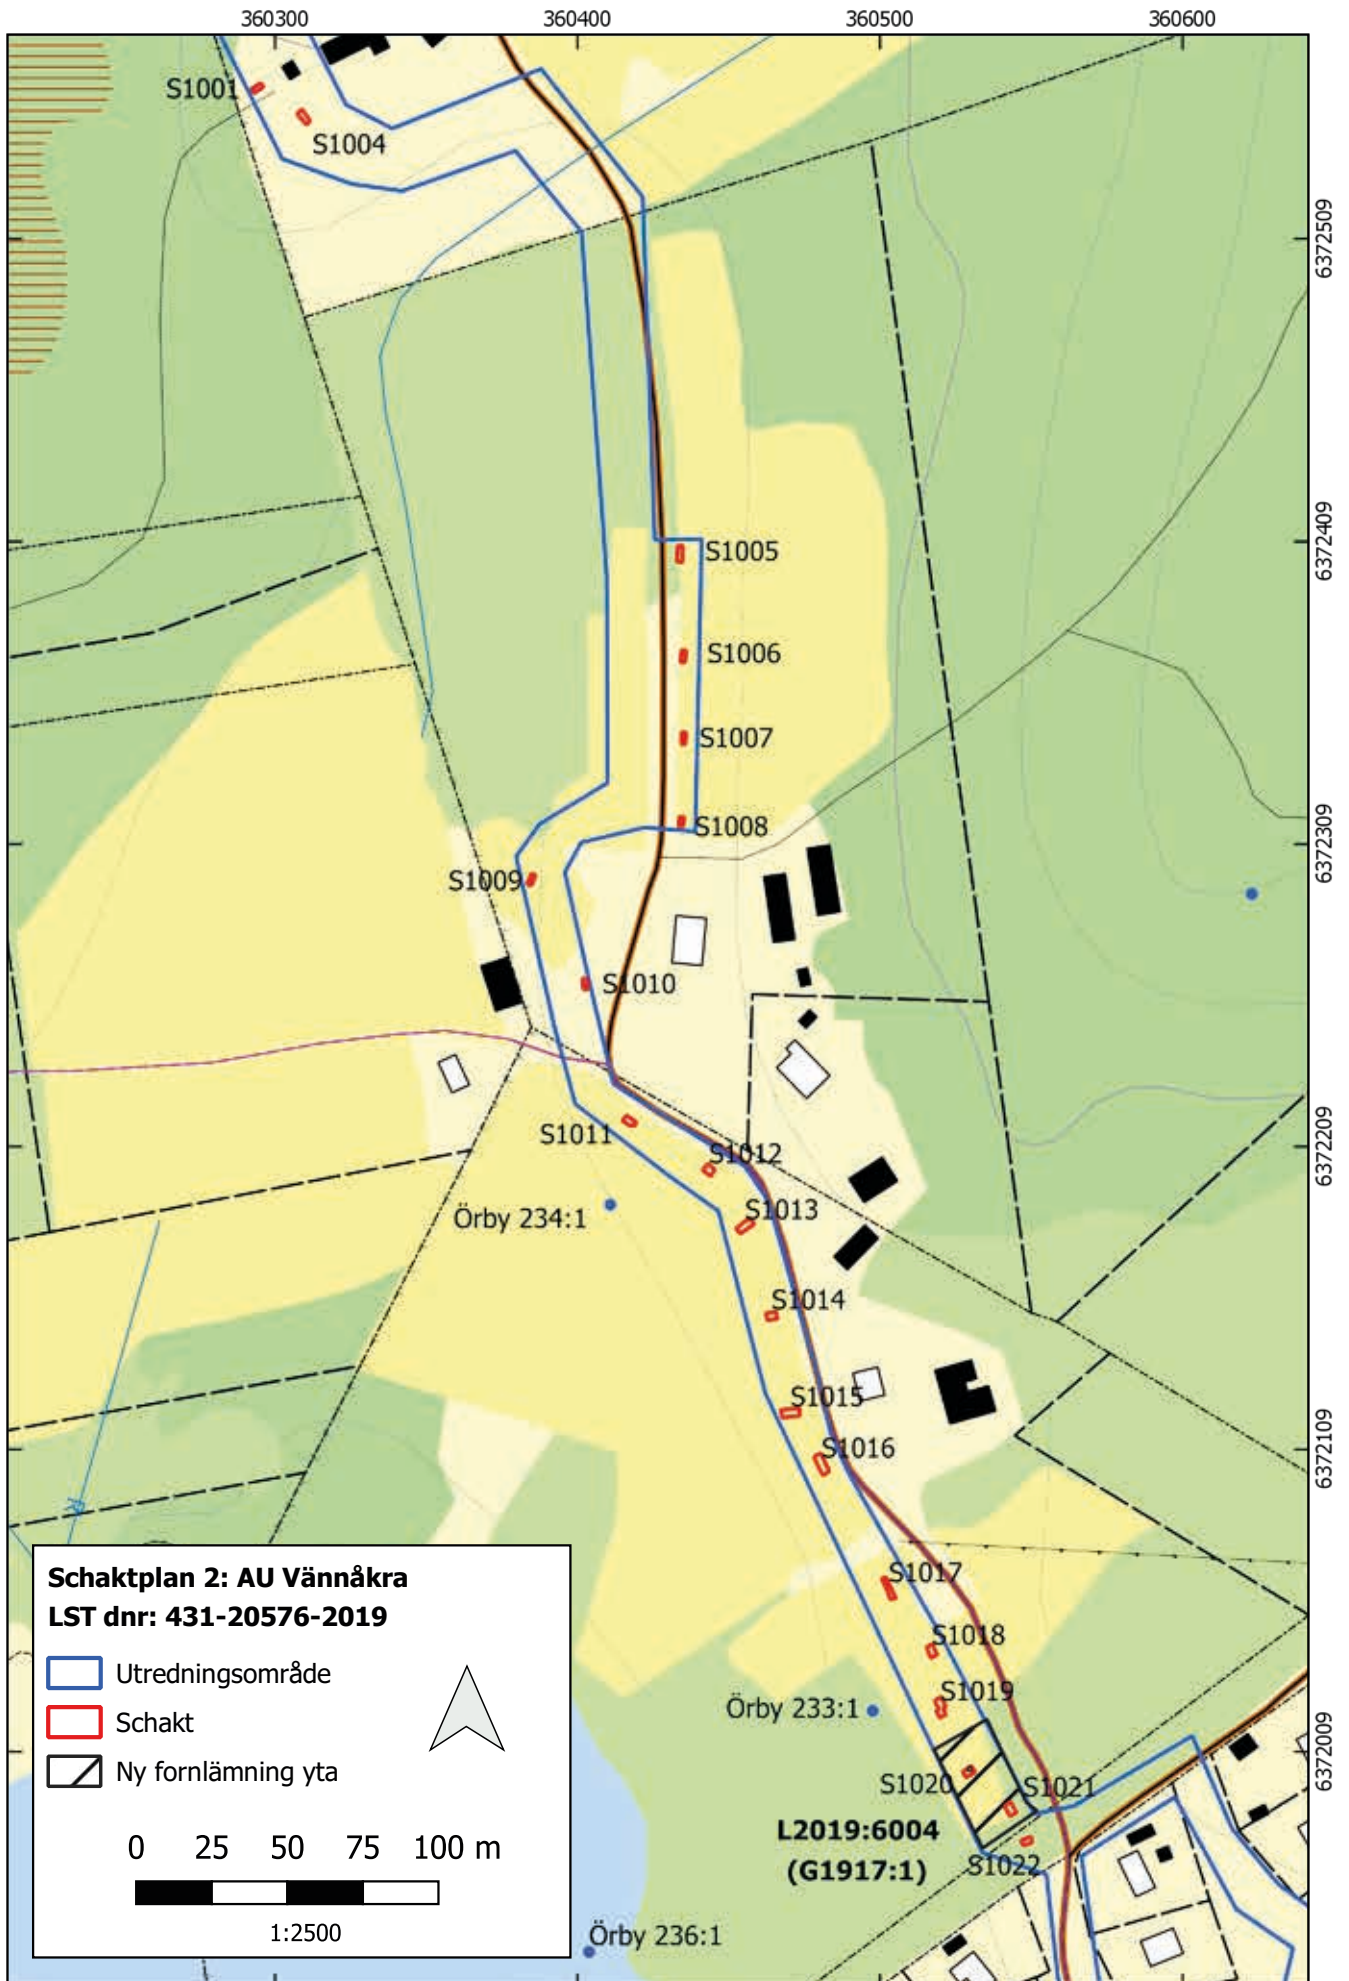 360300 360400 360500 360600
S1001
S1004
6372509
6372409
S1005
S1006
S1007
S1008
6372309
S1009
S1010
S1011
S1012
6372209
Örby 234:1
S1013
S1014
S1015
S1016
6372109
S1017
S1018
S1019
Örby 233:1
6372009
S1020
S1021
L2019:6004
(G1917:1)
S1022
Örby 236:1
Schaktplan 2: AU Vännåkra
LST dnr: 431-20576-2019
Utredningsområde
Schakt
Ny fornlämning yta
0 25 50 75 100 m
1:2500